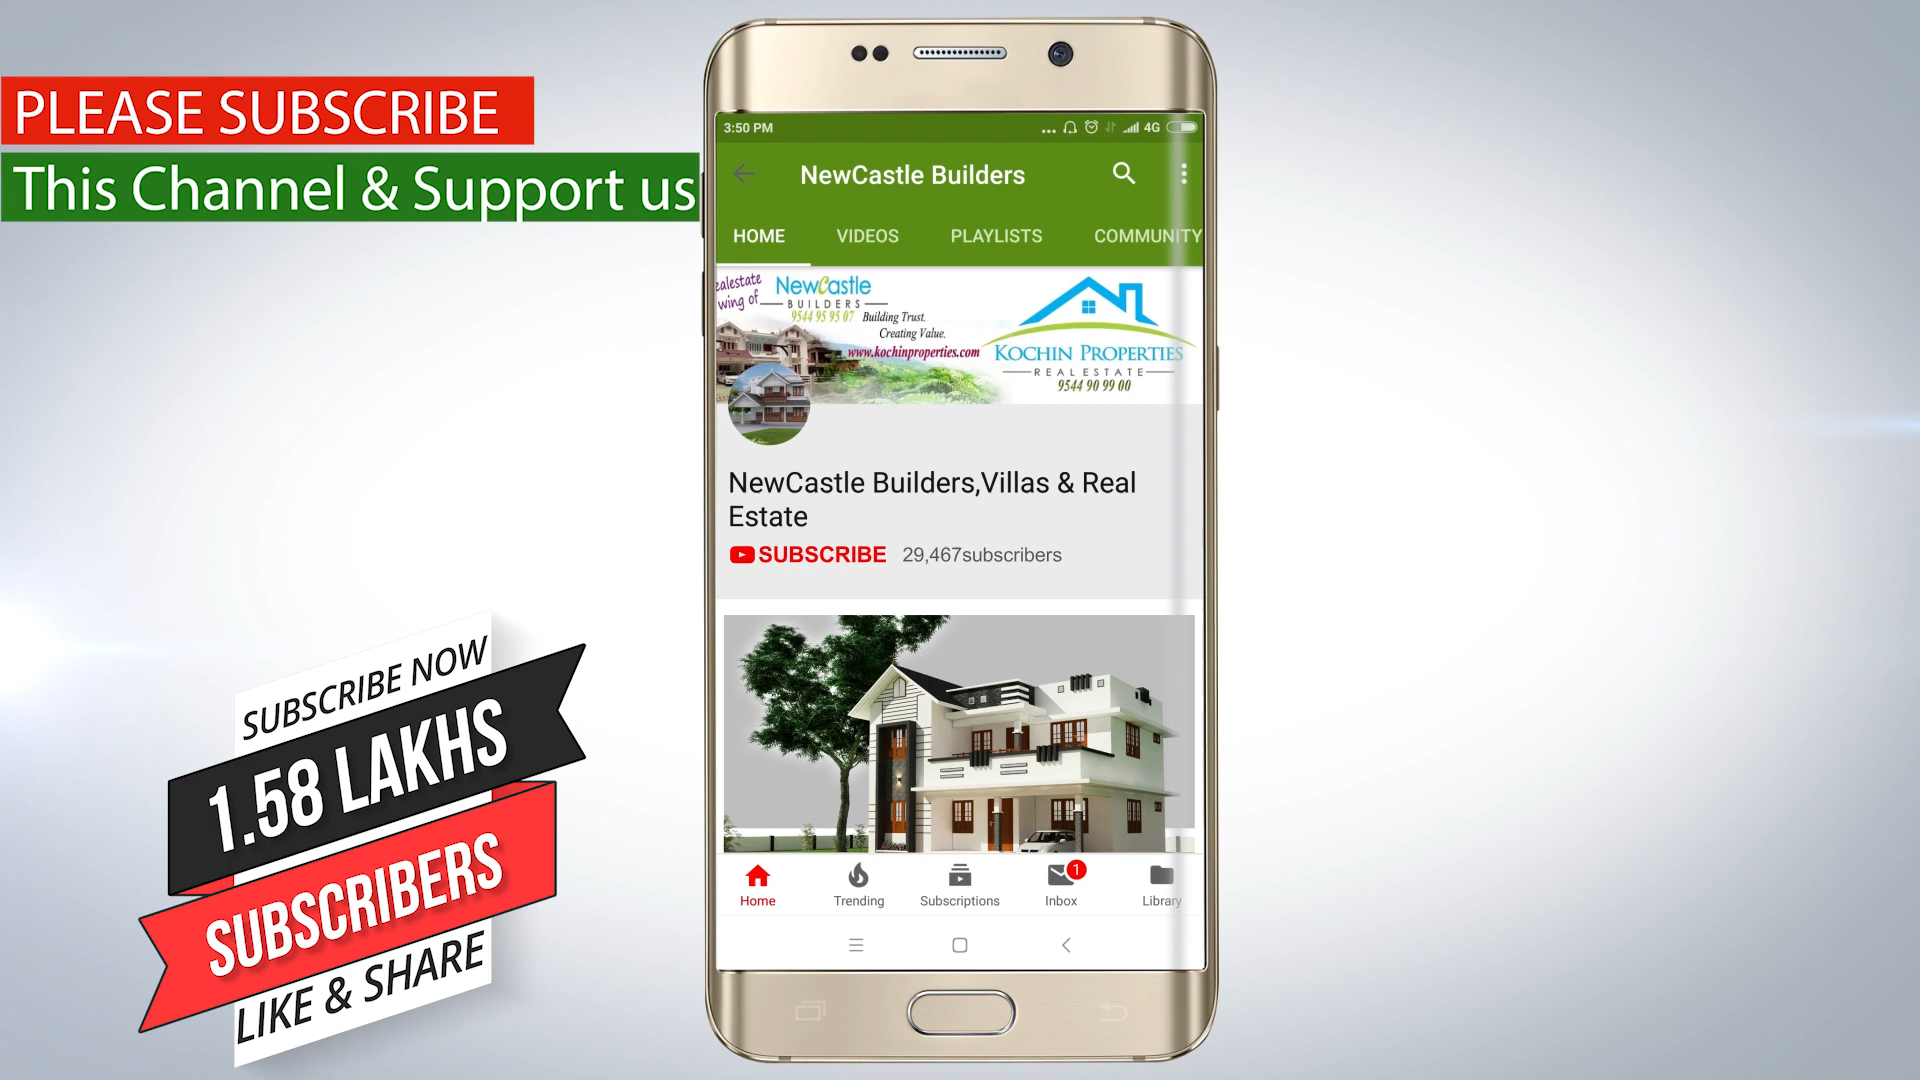 PLEASE SUBSCRIBE
This Channel & Support us
SUBSCRIBE NOW
1.58 LAKHS
SUBSCRIBERS
LIKE & SHARE
3:50 PM
4G
NewCastle Builders
HOME VIDEOS PLAYLISTS COMMUNITY
ealestate
wing of
NewCastle
BUILDERS
9544 95 95 07
Building Trust.
Creating Value.
www.kochinproperties.com
KOCHIN PROPERTIES
REAL ESTATE
9544 90 99 00
NewCastle Builders,Villas & Real
Estate
SUBSCRIBE 29,467subscribers
1
Home Trending Subscriptions Inbox Library